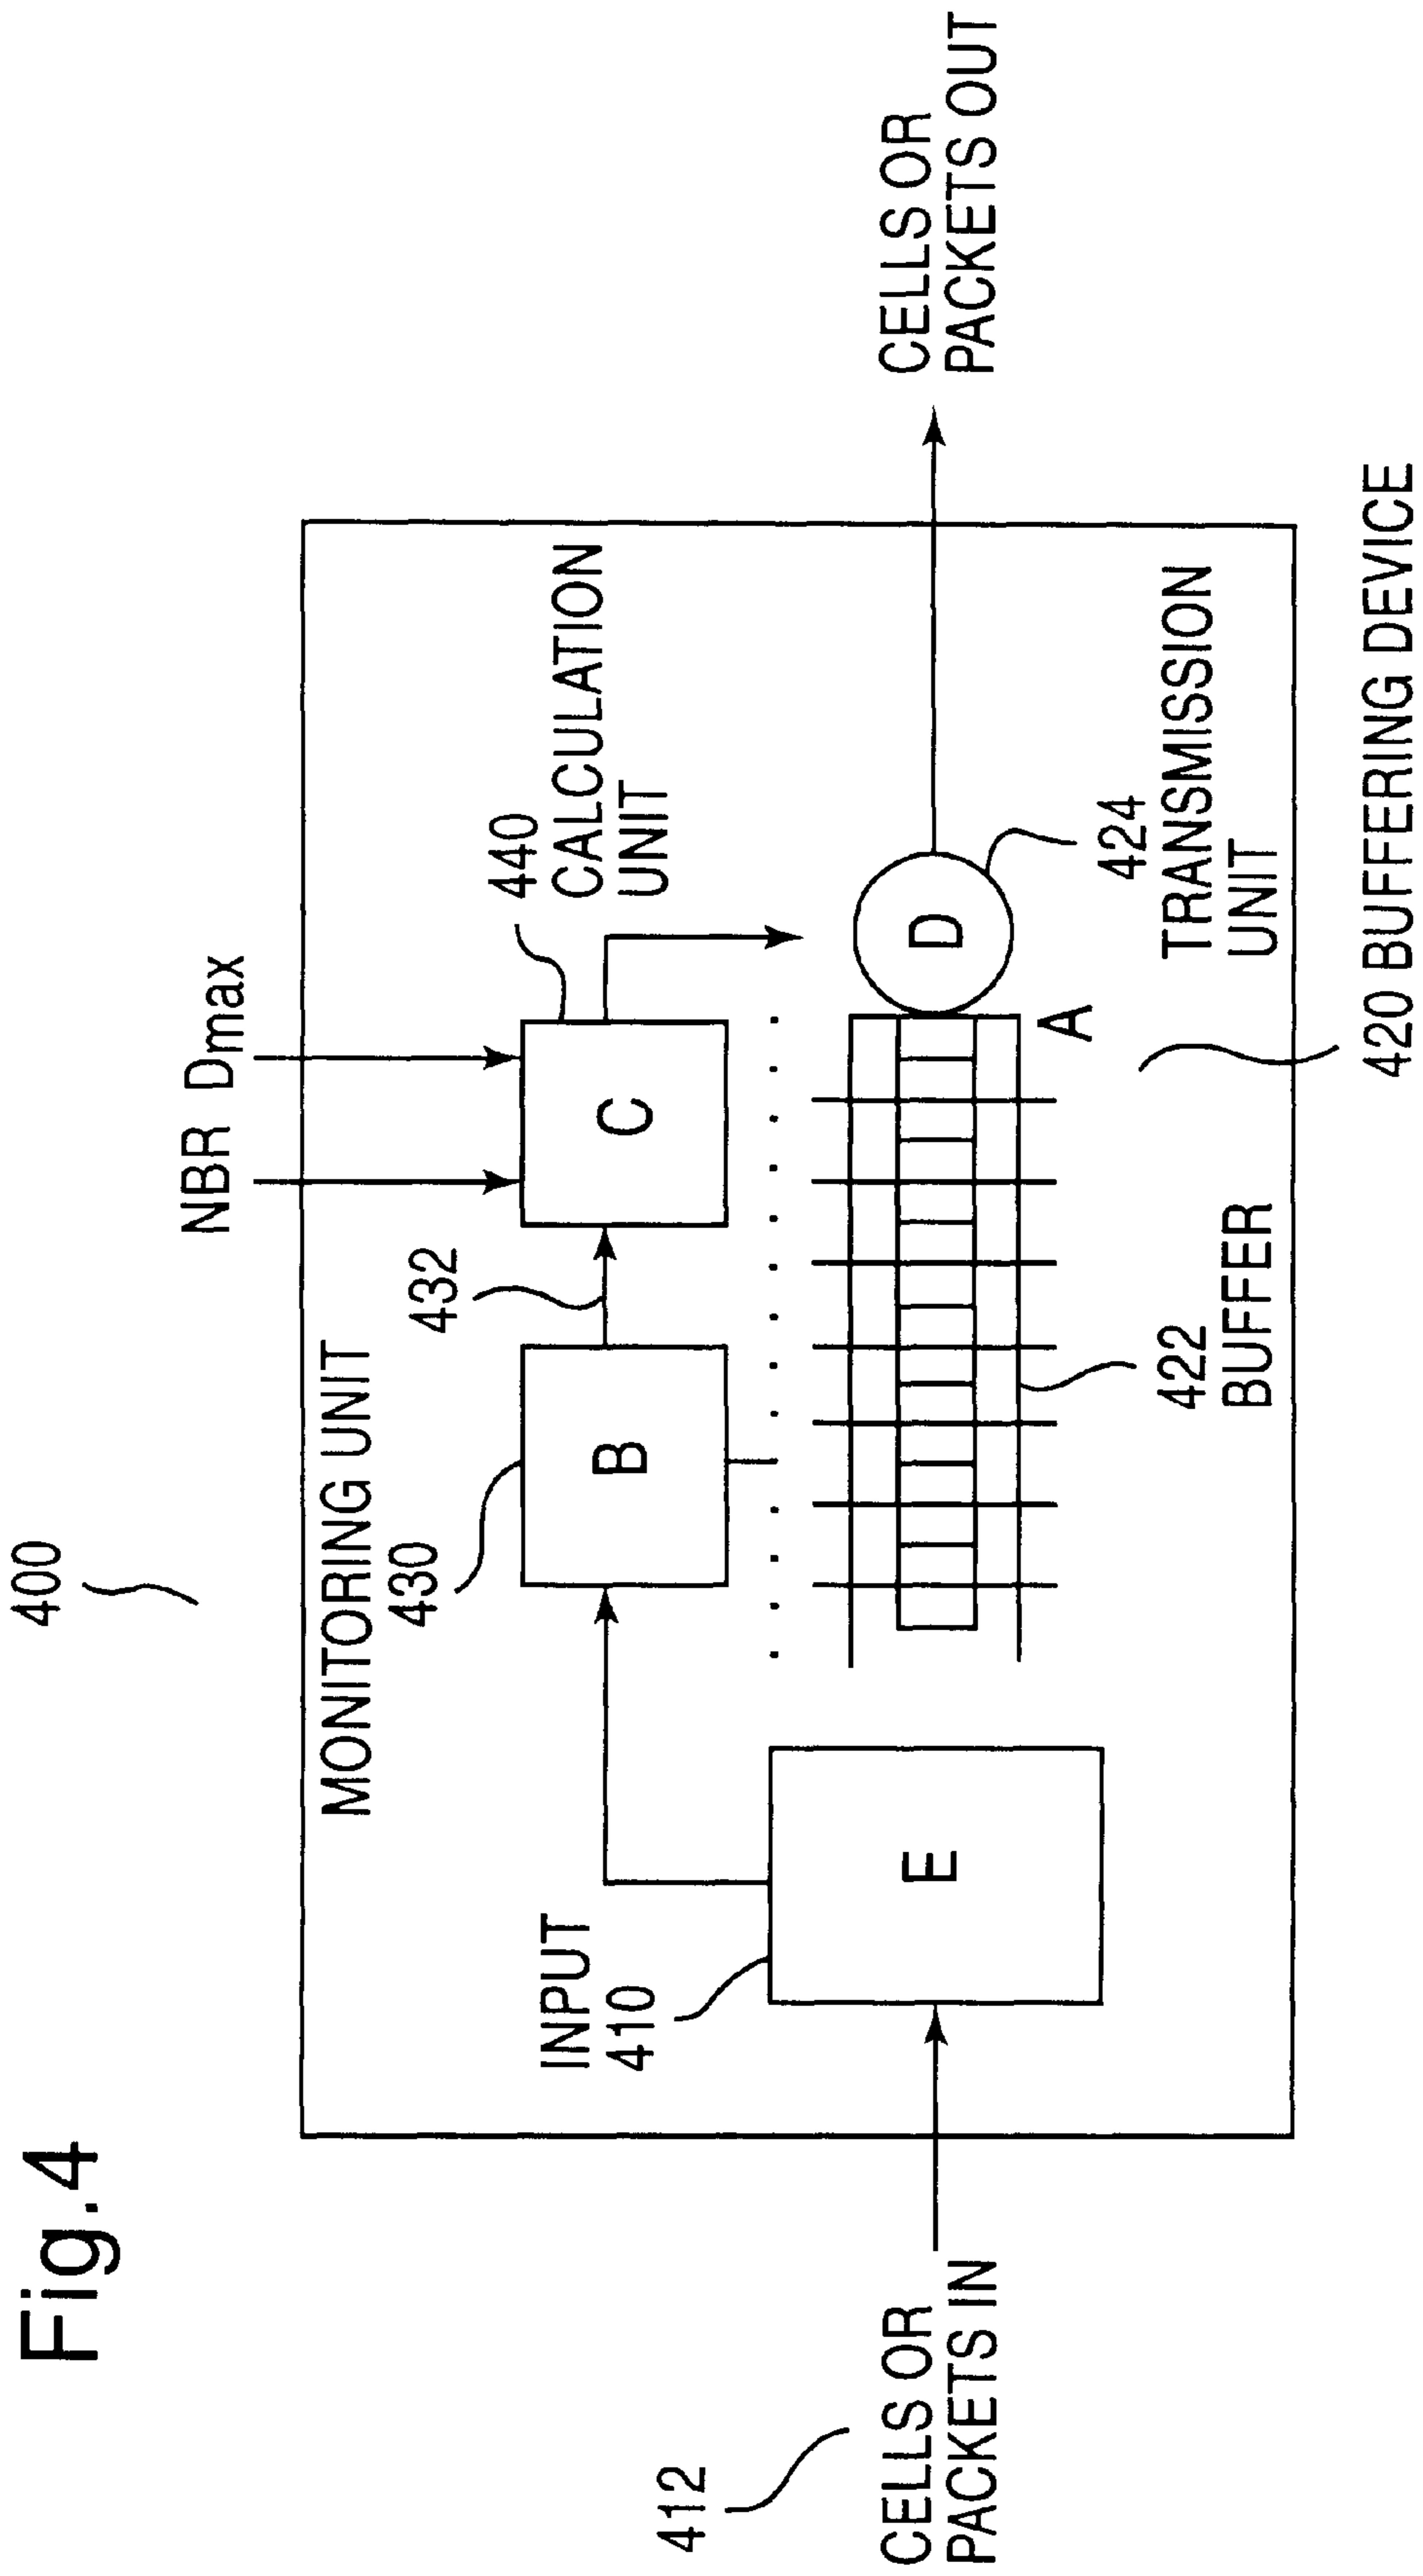 Fig.4
400
NBR Dmax
MONITORING UNIT
430
432
440
CALCULATION
UNIT
INPUT
410
B
C
E
D
A
412
CELLS OR
PACKETS IN
CELLS OR
PACKETS OUT
422
BUFFER
424
TRANSMISSION
UNIT
420 BUFFERING DEVICE